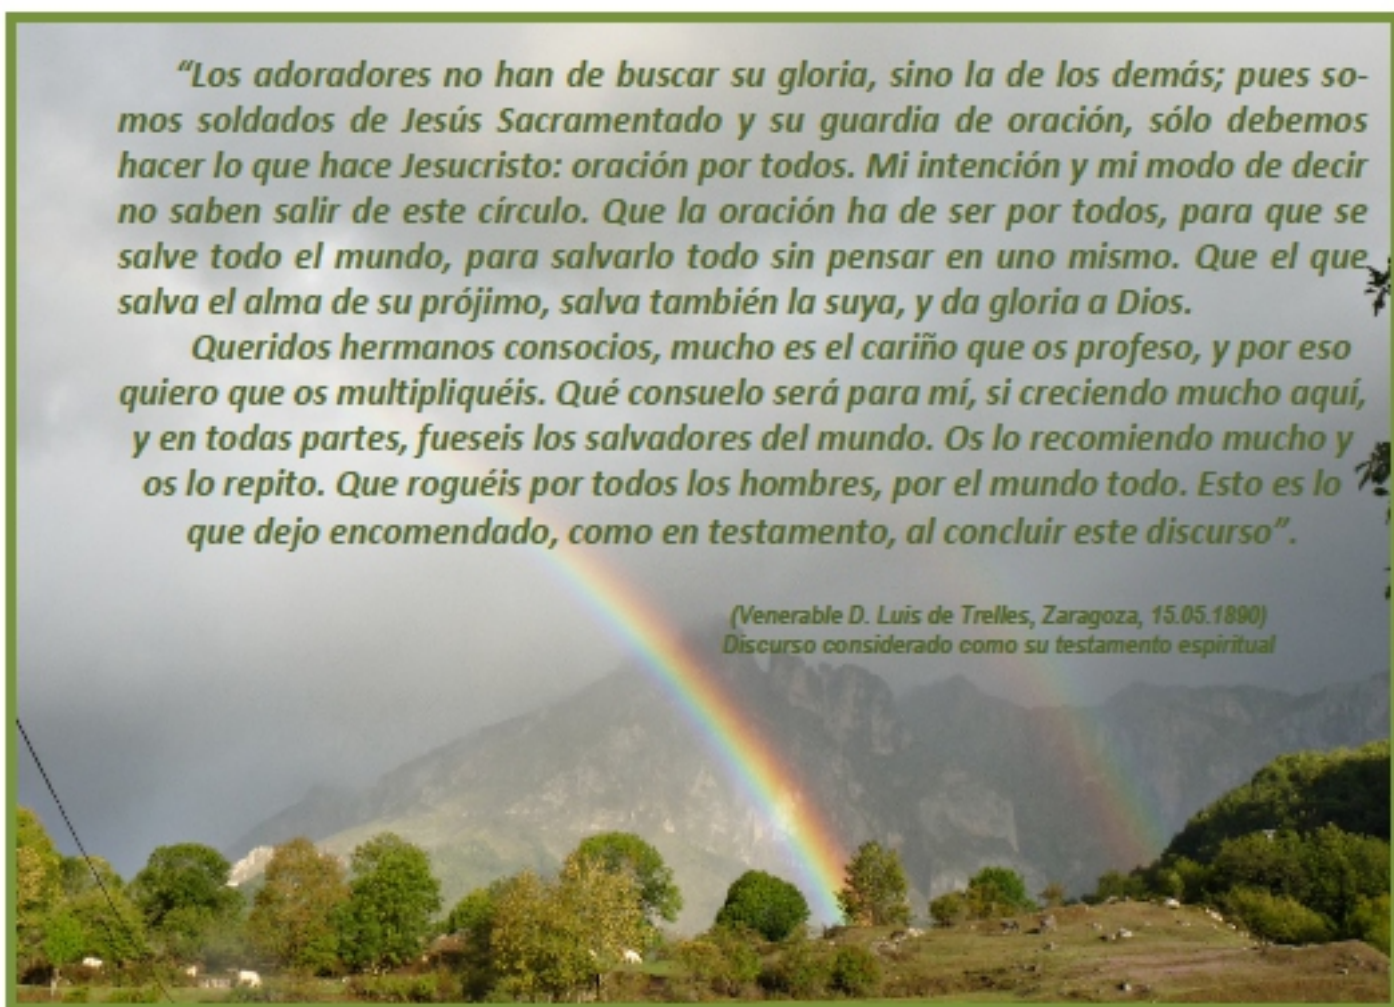 “Los adoradores no han de buscar su gloria, sino la de los demás; pues so-
mos soldados de Jesús Sacramentado y su guardia de oración, sólo debemos
hacer lo que hace Jesucristo: oración por todos. Mi intención y mi modo de decir
no saben salir de este círculo. Que la oración ha de ser por todos, para que se
salve todo el mundo, para salvarlo todo sin pensar en uno mismo. Que el que
salva el alma de su prójimo, salva también la suya, y da gloria a Dios.
Queridos hermanos consocios, mucho es el cariño que os profeso, y por eso
quiero que os multipliquéis. Qué consuelo será para mí, si creciendo mucho aquí,
y en todas partes, fueseis los salvadores del mundo. Os lo recomiendo mucho y
os lo repito. Que roguéis por todos los hombres, por el mundo todo. Esto es lo
que dejo encomendado, como en testamento, al concluir este discurso”.
(Venerable D. Luis de Trelles, Zaragoza, 15.05.1890)
Discurso considerado como su testamento espiritual